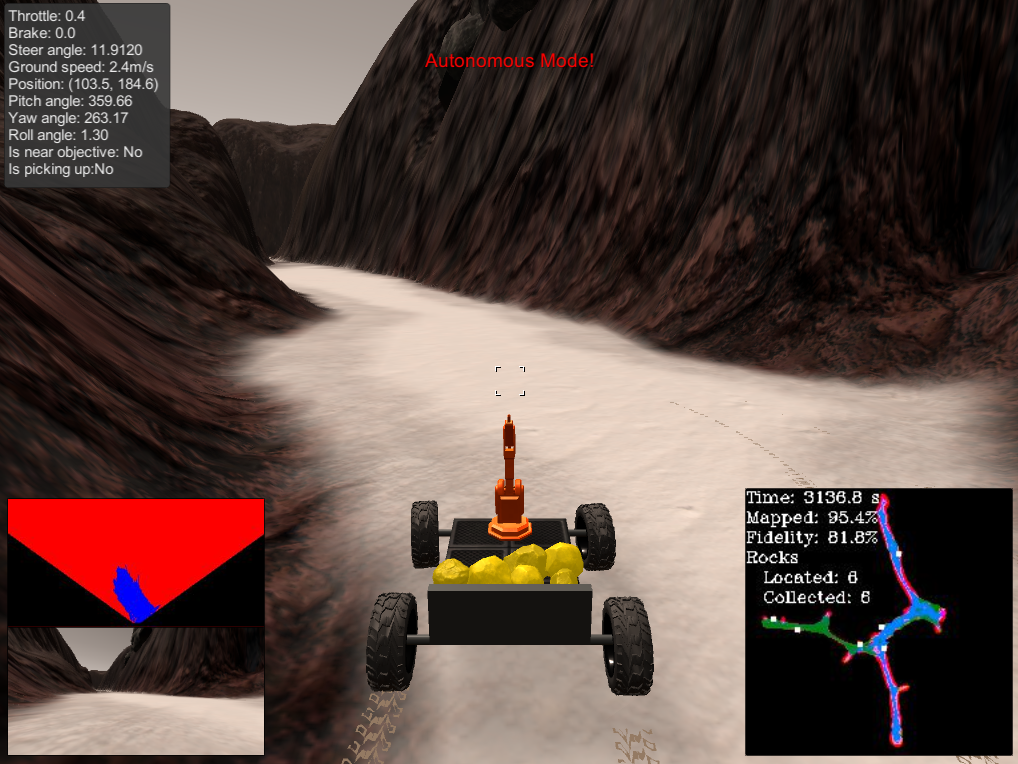 Throttle: 0.4
Brake: 0.0
Steer angle: 11.9120
Ground speed: 2.4m/s
Position: (103.5, 184.6)
Pitch angle: 359.66
Yaw angle: 263.17
Roll angle: 1.30
Is near objective: No
Is picking up:No
Autonomous Mode!
Time: 3136.8 s
Mapped: 95.4%
Fidelity: 81.8%
Rocks
Located: 6
Collected: 6